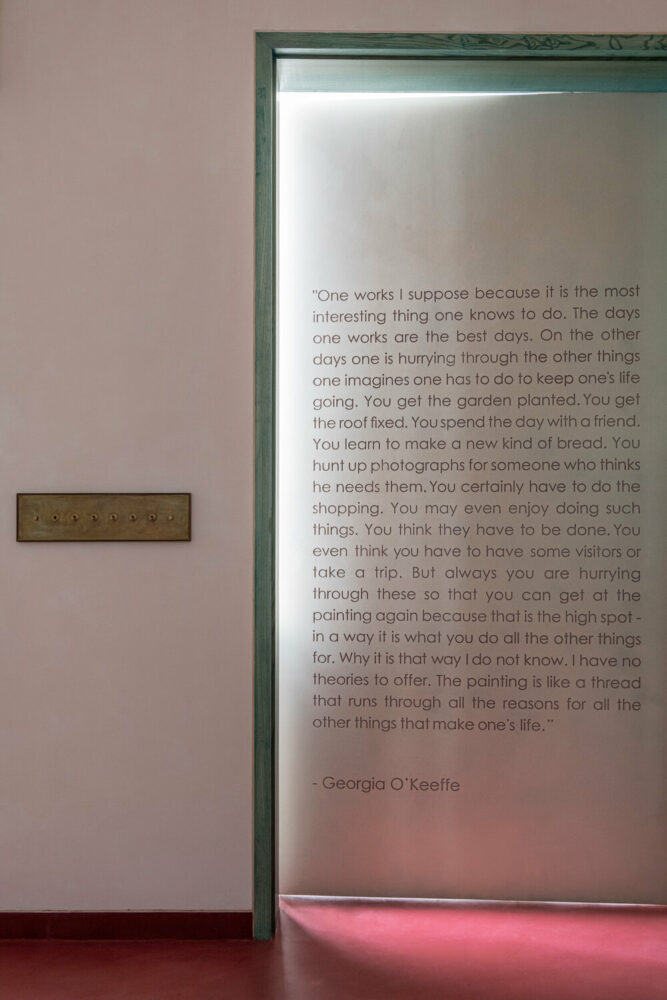 "One works I suppose because it is the most
interesting thing one knows to do. The days
one works are the best days. On the other
days one is hurrying through the other things
one imagines one has to do to keep one's life
going. You get the garden planted. You get
the roof fixed. You spend the day with a friend.
You learn to make a new kind of bread. You
hunt up photographs for someone who thinks
he needs them. You certainly have to do the
shopping. You may even enjoy doing such
things. You think they have to be done. You
even think you have to have some visitors or
take a trip. But always you are hurrying
through these so that you can get at the
painting again because that is the high spot -
in a way it is what you do all the other things
for. Why it is that way I do not know. I have no
theories to offer. The painting is like a thread
that runs through all the reasons for all the
other things that make one's life."
- Georgia O'Keeffe